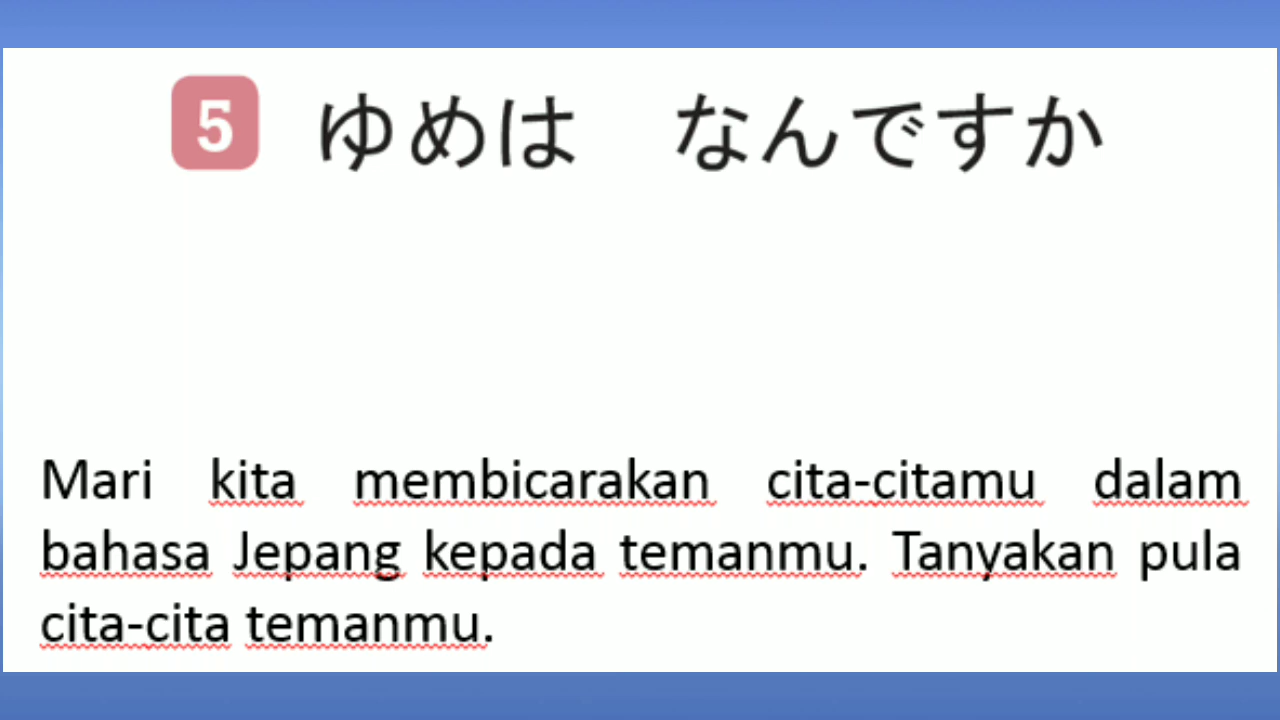 5 ゆめは　なんですか
Mari kita membicarakan cita-citamu dalam
bahasa Jepang kepada temanmu. Tanyakan pula
cita-cita temanmu.